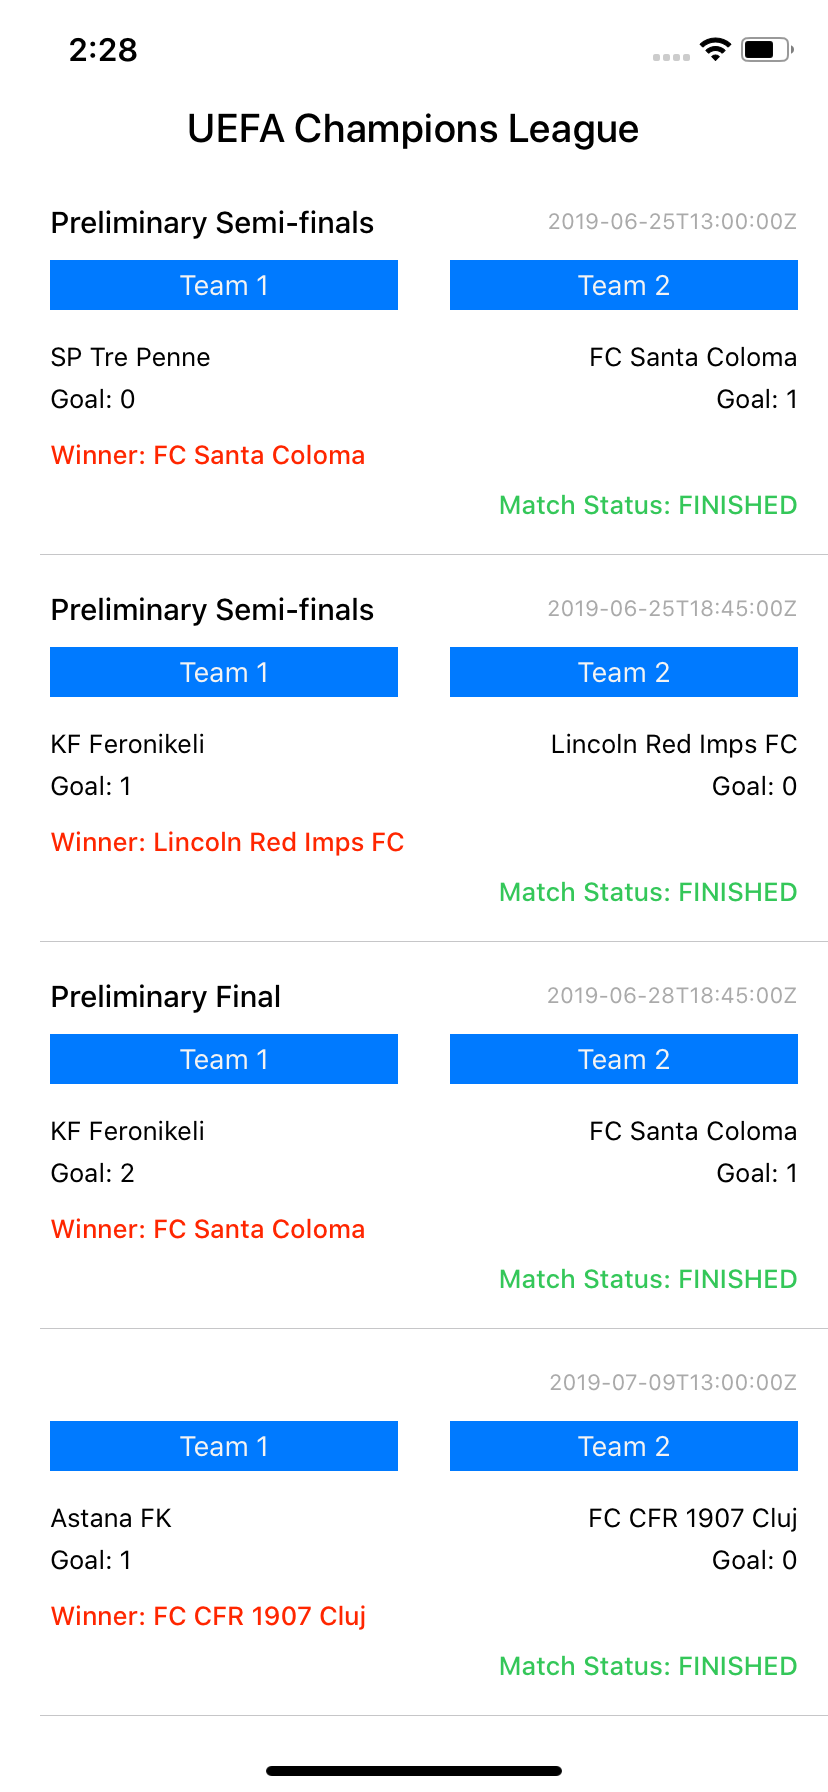 2:28
UEFA Champions League
Preliminary Semi-finals 2019-06-25T13:00:00Z
Team 1 Team 2
SP Tre Penne FC Santa Coloma
Goal: 0 Goal: 1
Winner: FC Santa Coloma
Match Status: FINISHED
Preliminary Semi-finals 2019-06-25T18:45:00Z
Team 1 Team 2
KF Feronikeli Lincoln Red Imps FC
Goal: 1 Goal: 0
Winner: Lincoln Red Imps FC
Match Status: FINISHED
Preliminary Final 2019-06-28T18:45:00Z
Team 1 Team 2
KF Feronikeli FC Santa Coloma
Goal: 2 Goal: 1
Winner: FC Santa Coloma
Match Status: FINISHED
2019-07-09T13:00:00Z
Team 1 Team 2
Astana FK FC CFR 1907 Cluj
Goal: 1 Goal: 0
Winner: FC CFR 1907 Cluj
Match Status: FINISHED